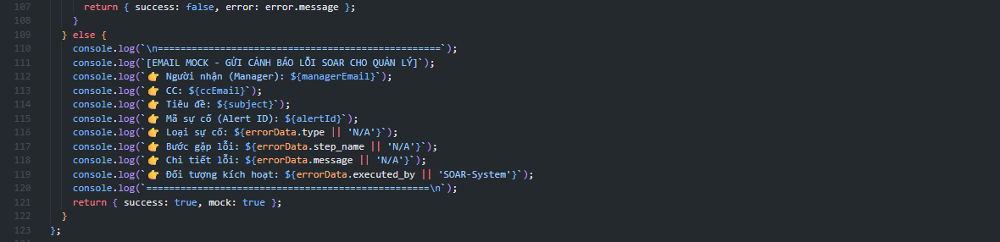 107 return { success: false, error: error.message };
108 }
109 } else {
110 console.log(`\n==================================================`);
111 console.log(`[EMAIL MOCK - GỬI CẢNH BÁO LỖI SOAR CHO QUẢN LÝ]`);
112 console.log(`👉 Người nhận (Manager): ${managerEmail}`);
113 console.log(`👉 CC: ${ccEmail}`);
114 console.log(`👉 Tiêu đề: ${subject}`);
115 console.log(`👉 Mã sự cố (Alert ID): ${alertId}`);
116 console.log(`👉 Loại sự cố: ${errorData.type || 'N/A'}`);
117 console.log(`👉 Bước gặp lỗi: ${errorData.step_name || 'N/A'}`);
118 console.log(`👉 Chi tiết lỗi: ${errorData.message || 'N/A'}`);
119 console.log(`👉 Đối tượng kích hoạt: ${errorData.executed_by || 'SOAR-System'}`);
120 console.log(`==================================================\n`);
121 return { success: true, mock: true };
122 }
123 };